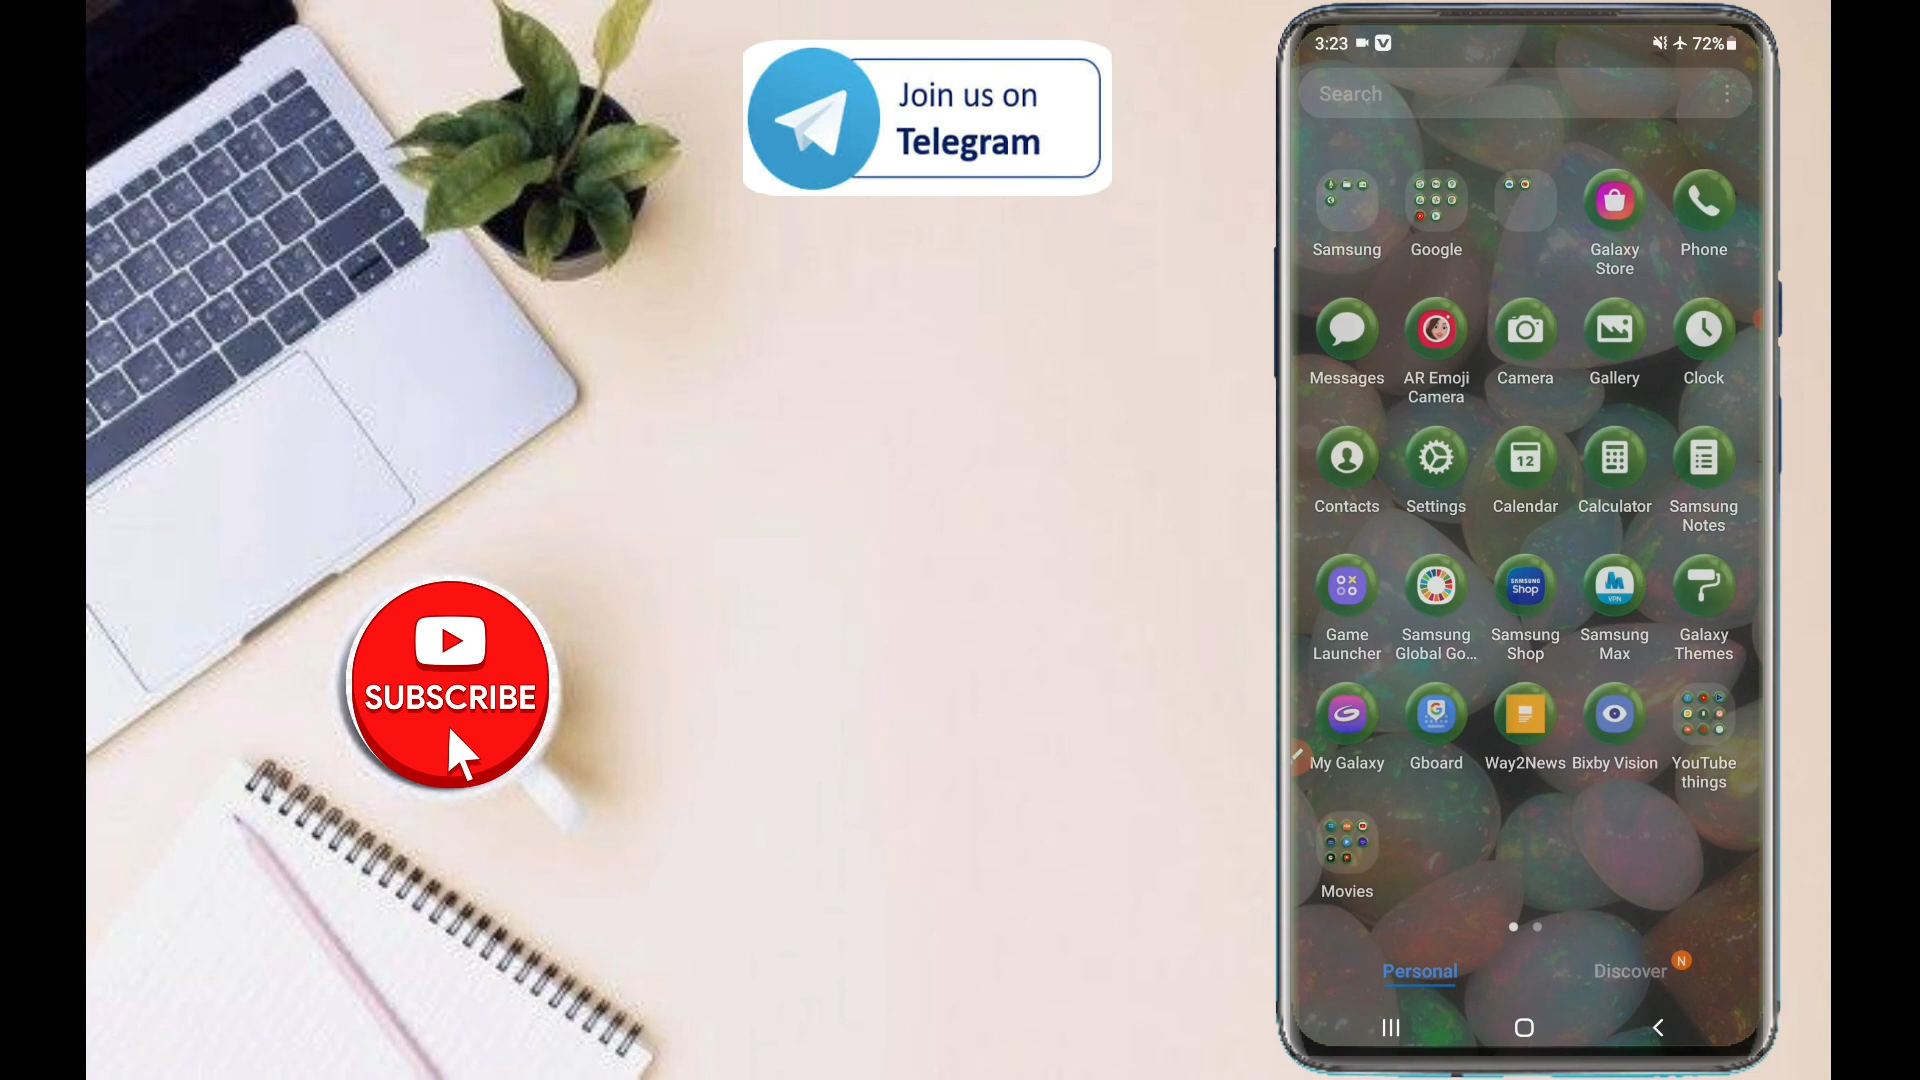 Join us on
Telegram
SUBSCRIBE
3:23
72%
Search
Samsung
Google
Galaxy
Store
Phone
Messages
AR Emoji
Camera
Camera
Gallery
Clock
12
Contacts
Settings
Calendar
Calculator
Samsung
Notes
SAMSUNG
Shop
VPN
Game
Launcher
Samsung
Global Go...
Samsung
Shop
Samsung
Max
Galaxy
Themes
G
My Galaxy
Gboard
Way2News
Bixby Vision
YouTube
things
Movies
Personal
Discover
N